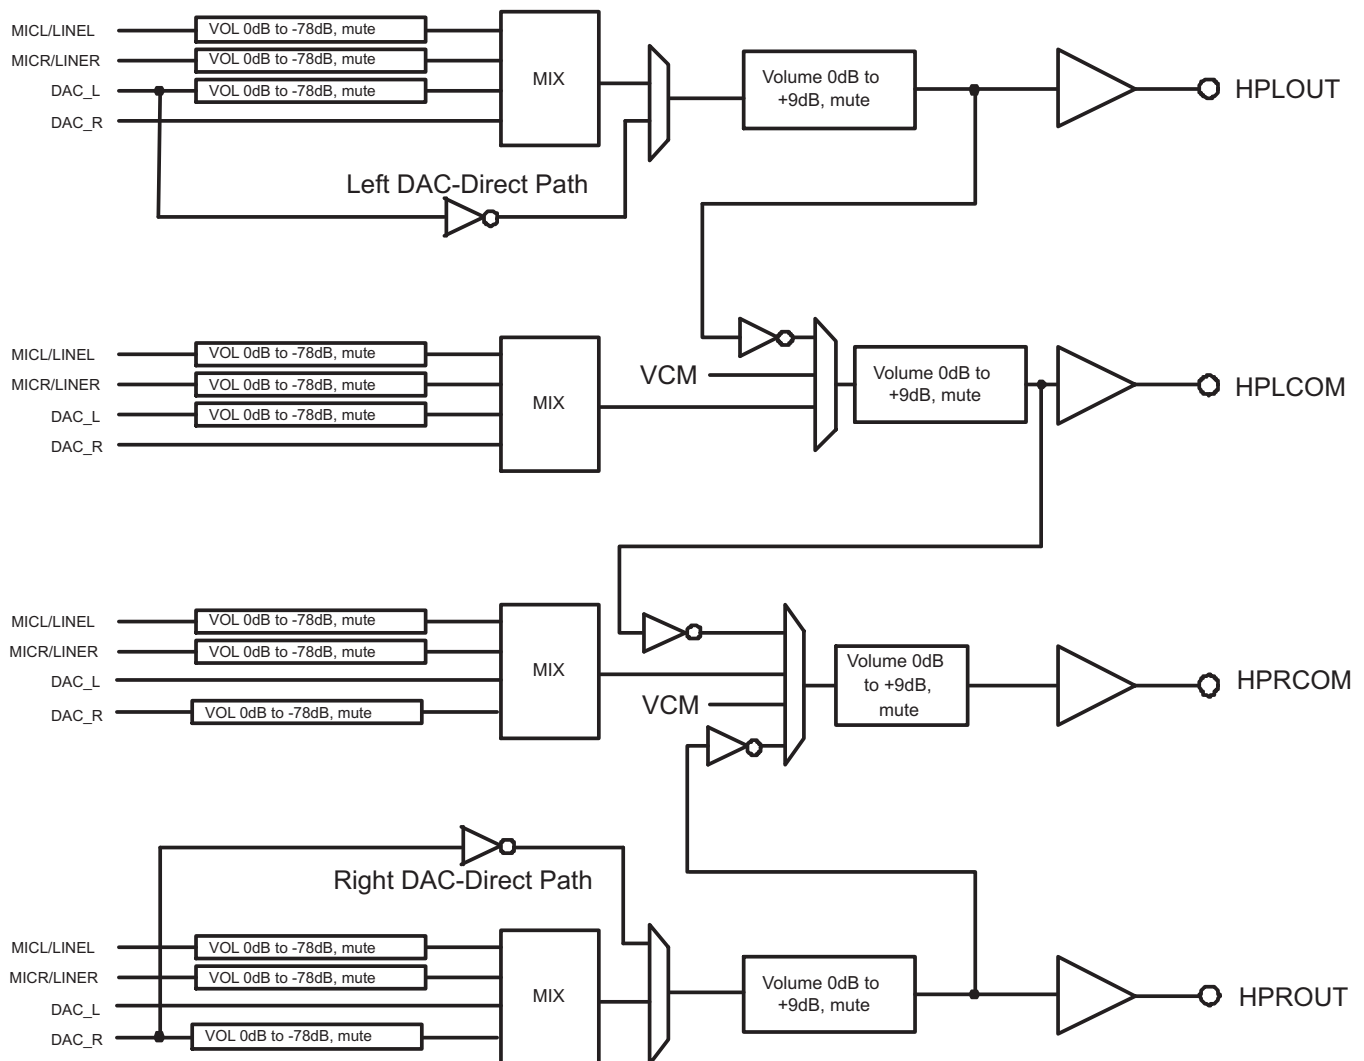 MICL/LINEL
VOL 0dB to -78dB, mute
MICR/LINER
VOL 0dB to -78dB, mute
DAC_L
VOL 0dB to -78dB, mute
DAC_R
MIX
Volume 0dB to
+9dB, mute
HPLOUT
Left DAC-Direct Path
MICL/LINEL
VOL 0dB to -78dB, mute
MICR/LINER
VOL 0dB to -78dB, mute
DAC_L
VOL 0dB to -78dB, mute
DAC_R
MIX
VCM
Volume 0dB to
+9dB, mute
HPLCOM
MICL/LINEL
VOL 0dB to -78dB, mute
MICR/LINER
VOL 0dB to -78dB, mute
DAC_L
DAC_R
VOL 0dB to -78dB, mute
MIX
VCM
Volume 0dB
to +9dB,
mute
HPRCOM
Right DAC-Direct Path
MICL/LINEL
VOL 0dB to -78dB, mute
MICR/LINER
VOL 0dB to -78dB, mute
DAC_L
DAC_R
VOL 0dB to -78dB, mute
MIX
Volume 0dB to
+9dB, mute
HPROUT